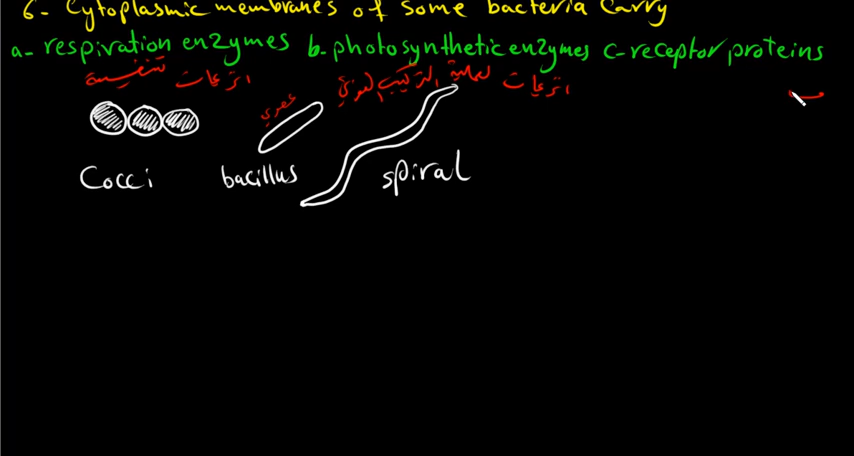 6- Cytoplasmic membranes of some bacteria carry
a- respiration enzymes b- photosynthetic enzymes c- receptor proteins
انزيمات تنفسية
انزيمات لعملية التركيب الضوئي
عصوي
Cocci bacillus spiral